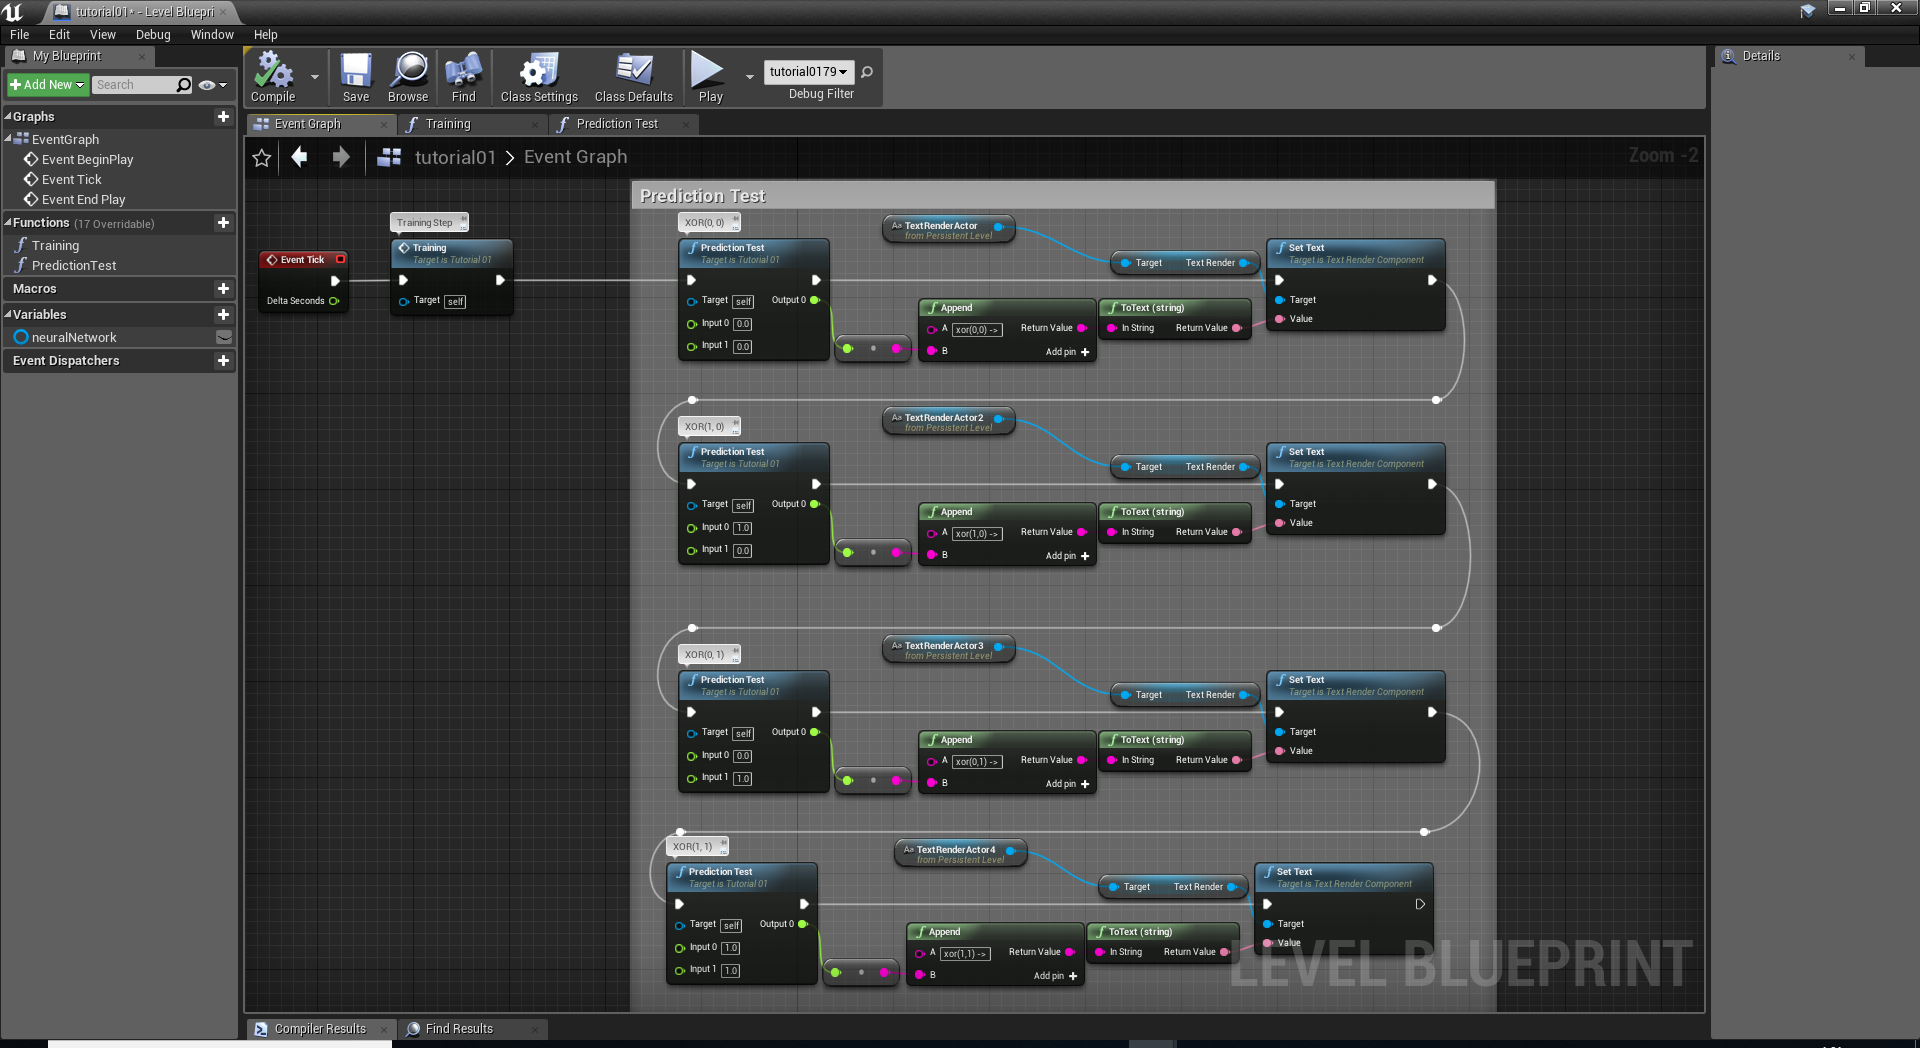 tutorial01* - Level Bluepri
File Edit View Debug Window Help
My Blueprint
Add New
Search
Graphs
EventGraph
Event BeginPlay
Event Tick
Event End Play
Functions (17 Overridable)
Training
PredictionTest
Macros
Variables
neuralNetwork
Event Dispatchers
Compile
Save
Browse
Find
Class Settings
Class Defaults
Play
tutorial0179
Debug Filter
Details
Event Graph
Training
Prediction Test
tutorial01 > Event Graph
Zoom -2
Prediction Test
Event Tick
Delta Seconds
Training Step
Training
Target is Tutorial 01
Target self
XOR(0, 0)
Prediction Test
Target is Tutorial 01
Target self Output 0
Input 0 0.0
Input 1 0.0
Aa TextRenderActor
from Persistent Level
Target Text Render
Append
A xor(0,0) -> Return Value
B Add pin
ToText (string)
In String Return Value
Set Text
Target is Text Render Component
Target
Value
XOR(1, 0)
Prediction Test
Target is Tutorial 01
Target self Output 0
Input 0 1.0
Input 1 0.0
Aa TextRenderActor2
from Persistent Level
Target Text Render
Append
A xor(1,0) -> Return Value
B Add pin
ToText (string)
In String Return Value
Set Text
Target is Text Render Component
Target
Value
XOR(0, 1)
Prediction Test
Target is Tutorial 01
Target self Output 0
Input 0 0.0
Input 1 1.0
Aa TextRenderActor3
from Persistent Level
Target Text Render
Append
A xor(0,1) -> Return Value
B Add pin
ToText (string)
In String Return Value
Set Text
Target is Text Render Component
Target
Value
XOR(1, 1)
Prediction Test
Target is Tutorial 01
Target self Output 0
Input 0 1.0
Input 1 1.0
Aa TextRenderActor4
from Persistent Level
Target Text Render
Append
A xor(1,1) -> Return Value
B Add pin
ToText (string)
In String Return Value
Set Text
Target is Text Render Component
Target
Value
LEVEL BLUEPRINT
Compiler Results
Find Results